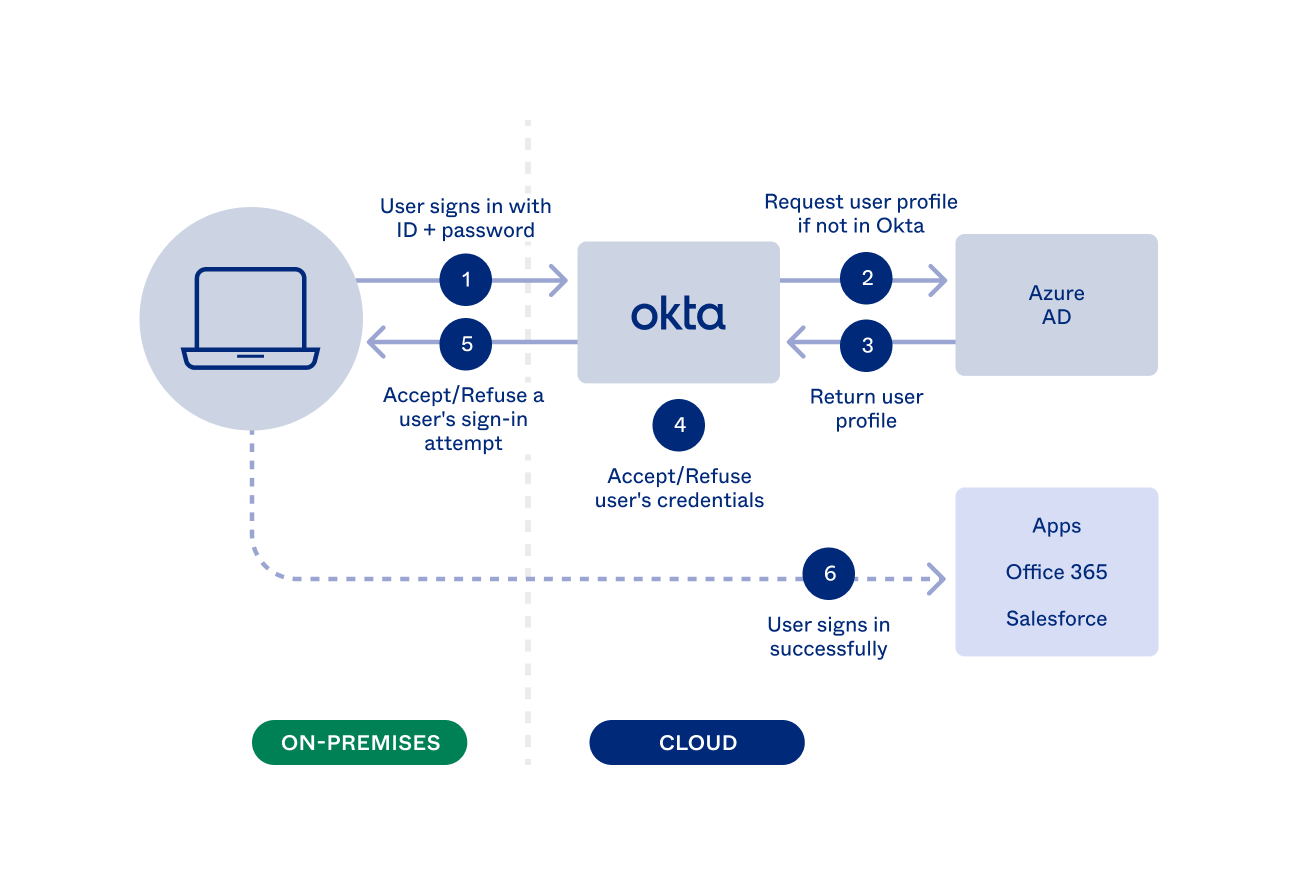 User signs in with
ID + password
1
5
Accept/Refuse a
user's sign-in
attempt
okta
4
Accept/Refuse
user's credentials
Request user profile
if not in Okta
2
3
Return user
profile
Azure
AD
6
User signs in
successfully
Apps
Office 365
Salesforce
ON-PREMISES
CLOUD